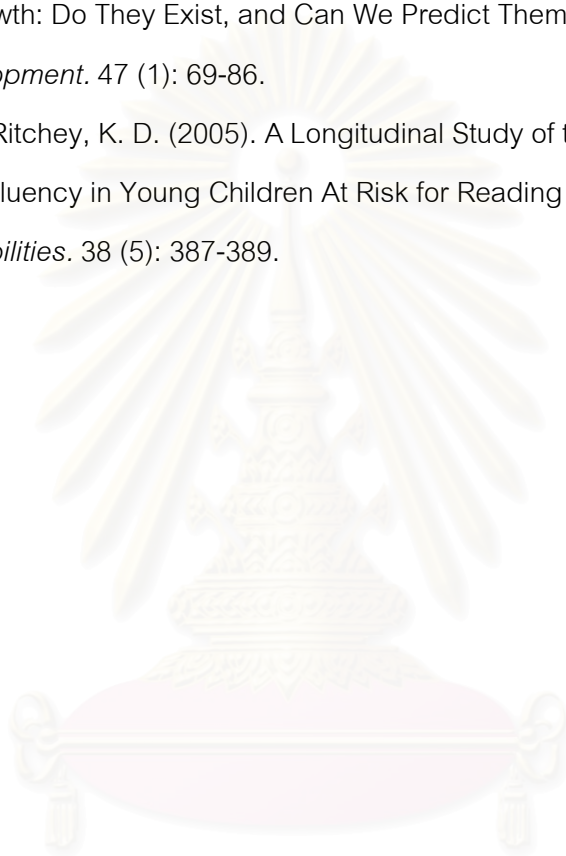 wth: Do They Exist, and Can We Predict Them
opment. 47 (1): 69-86.
Ritchey, K. D. (2005). A Longitudinal Study of t
luency in Young Children At Risk for Reading
bilities. 38 (5): 387-389.